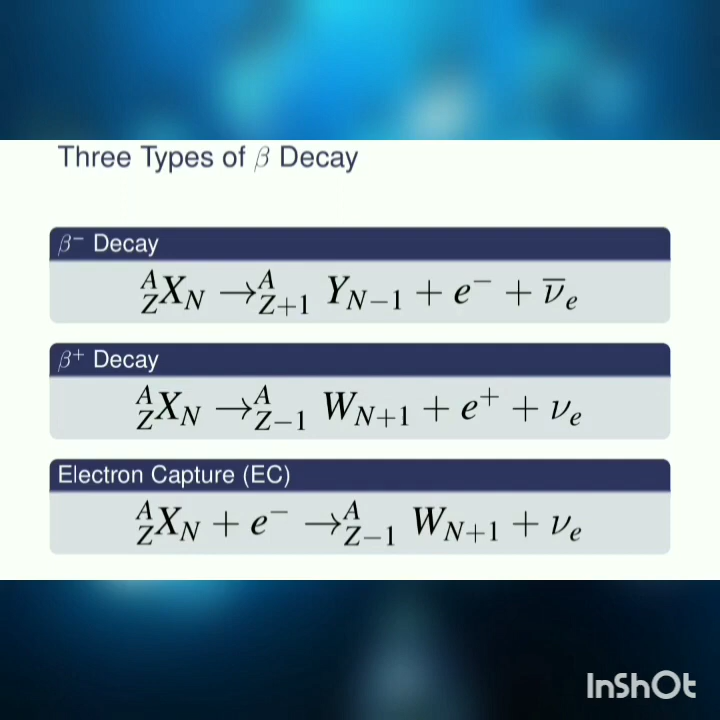 Three Types of β Decay
β⁻ Decay
ᴬ_Z X_N →ᴬ_{Z+1} Y_{N−1} + e⁻ + ν̅_e
β⁺ Decay
ᴬ_Z X_N →ᴬ_{Z−1} W_{N+1} + e⁺ + ν_e
Electron Capture (EC)
ᴬ_Z X_N + e⁻ →ᴬ_{Z−1} W_{N+1} + ν_e
InShOt